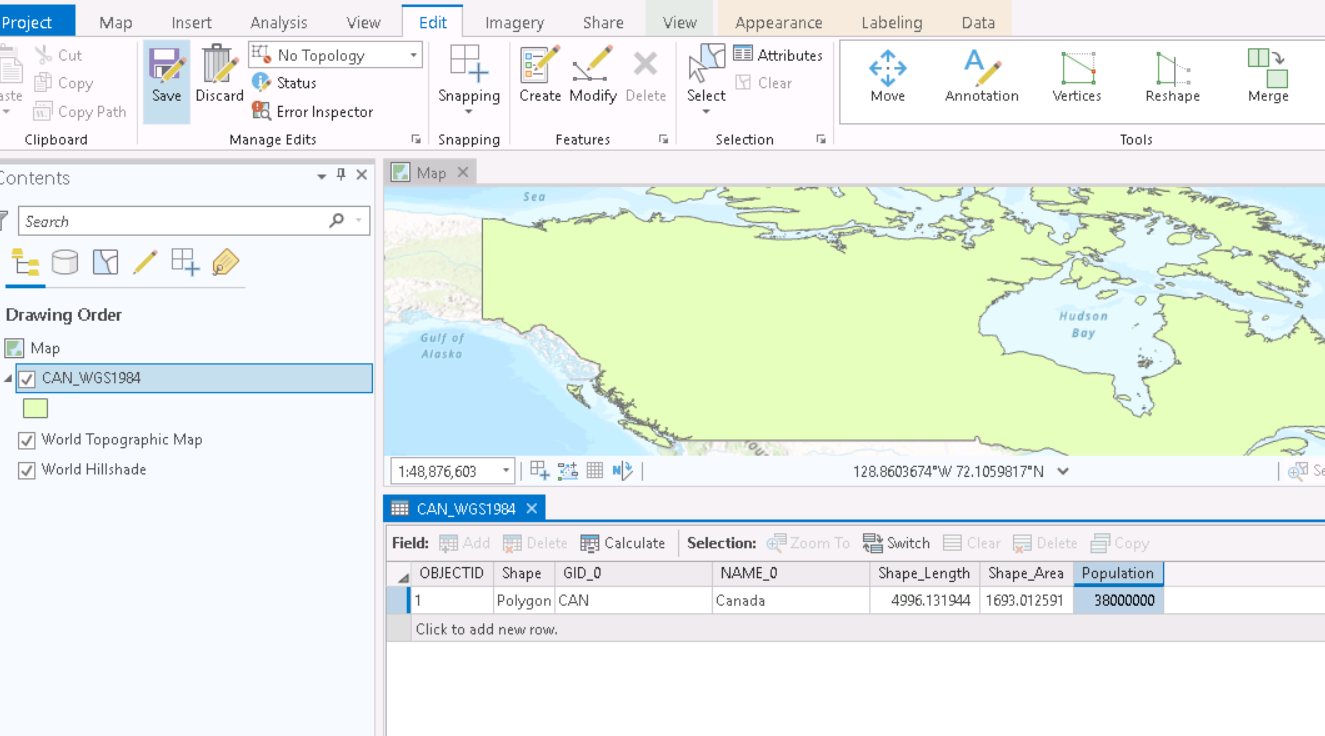 Project Map Insert Analysis View Edit Imagery Share View Appearance Labeling Data
Cut
Copy
Copy Path
Clipboard
Save
Discard
No Topology
Status
Error Inspector
Manage Edits
Snapping
Snapping
Create Modify Delete
Features
Select
Attributes
Clear
Selection
Move Annotation Vertices Reshape Merge
Tools
Contents
Search
Drawing Order
Map
CAN_WGS1984
World Topographic Map
World Hillshade
Map
Sea
Gulf of
Alaska
Hudson
Bay
1:48,876,603
128.8603674°W 72.1059817°N
CAN_WGS1984
Field: Add Delete Calculate Selection: Zoom To Switch Clear Delete Copy
OBJECTID Shape GID_0 NAME_0 Shape_Length Shape_Area Population
1 Polygon CAN Canada 4996.131944 1693.012591 38000000
Click to add new row.